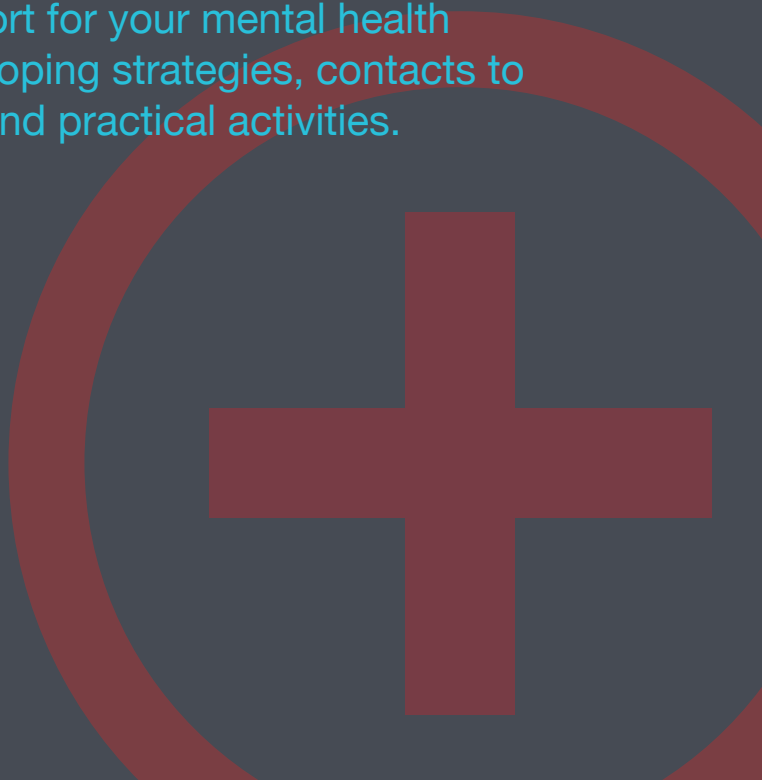 ort for your mental health
oping strategies, contacts to
nd practical activities.